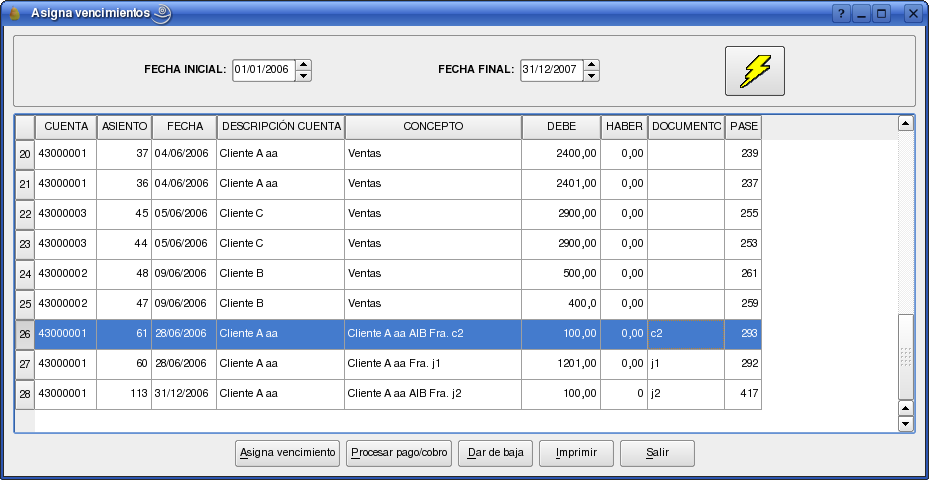 Asigna vencimientos
FECHA INICIAL: 01/01/2006 FECHA FINAL: 31/12/2007
CUENTA ASIENTO FECHA DESCRIPCIÓN CUENTA CONCEPTO DEBE HABER DOCUMENTO PASE
20 43000001 37 04/06/2006 Cliente A aa Ventas 2400,00 0,00 239
21 43000001 36 04/06/2006 Cliente A aa Ventas 2401,00 0,00 237
22 43000003 45 05/06/2006 Cliente C Ventas 2900,00 0,00 255
23 43000003 44 05/06/2006 Cliente C Ventas 2900,00 0,00 253
24 43000002 48 09/06/2006 Cliente B Ventas 500,00 0,00 261
25 43000002 47 09/06/2006 Cliente B Ventas 400,0 0,00 259
26 43000001 61 28/06/2006 Cliente A aa Cliente A aa AIB Fra. c2 100,00 0,00 c2 293
27 43000001 60 28/06/2006 Cliente A aa Cliente A aa Fra. j1 1201,00 0,00 j1 292
28 43000001 113 31/12/2006 Cliente A aa Cliente A aa AIB Fra. j2 100,00 0 j2 417
Asigna vencimiento Procesar pago/cobro Dar de baja Imprimir Salir